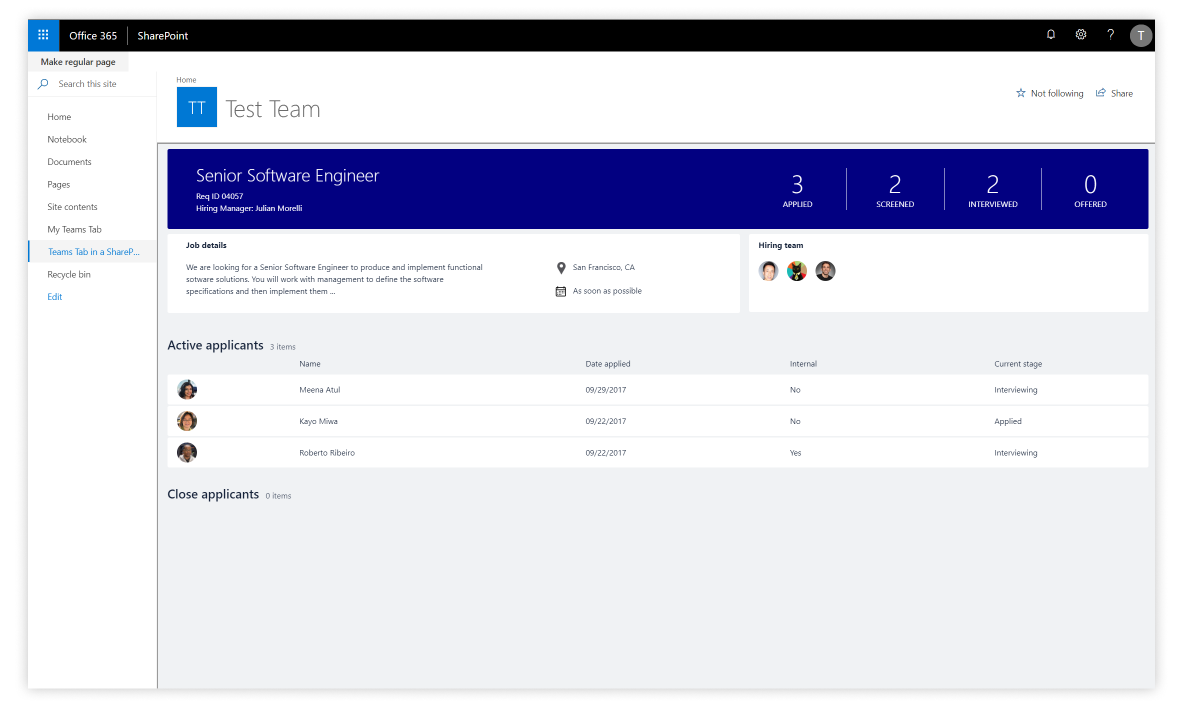 Office 365 SharePoint ? T
Make regular page
Search this site
Home
Notebook
Documents
Pages
Site contents
My Teams Tab
Teams Tab in a ShareP...
Recycle bin
Edit
Home
TT Test Team
Not following Share
Senior Software Engineer
Req ID 04057
Hiring Manager: Julian Morelli
3 2 2 0
APPLIED SCREENED INTERVIEWED OFFERED
Job details
We are looking for a Senior Software Engineer to produce and implement functional
sotware solutions. You will work with management to define the software
specifications and then implement them ...
San Francisco, CA
As soon as possible
Hiring team
Active applicants 3 items
Name Date applied Internal Current stage
Meena Atul 09/29/2017 No Interviewing
Kayo Miwa 09/22/2017 No Applied
Roberto Ribeiro 09/22/2017 Yes Interviewing
Close applicants 0 items